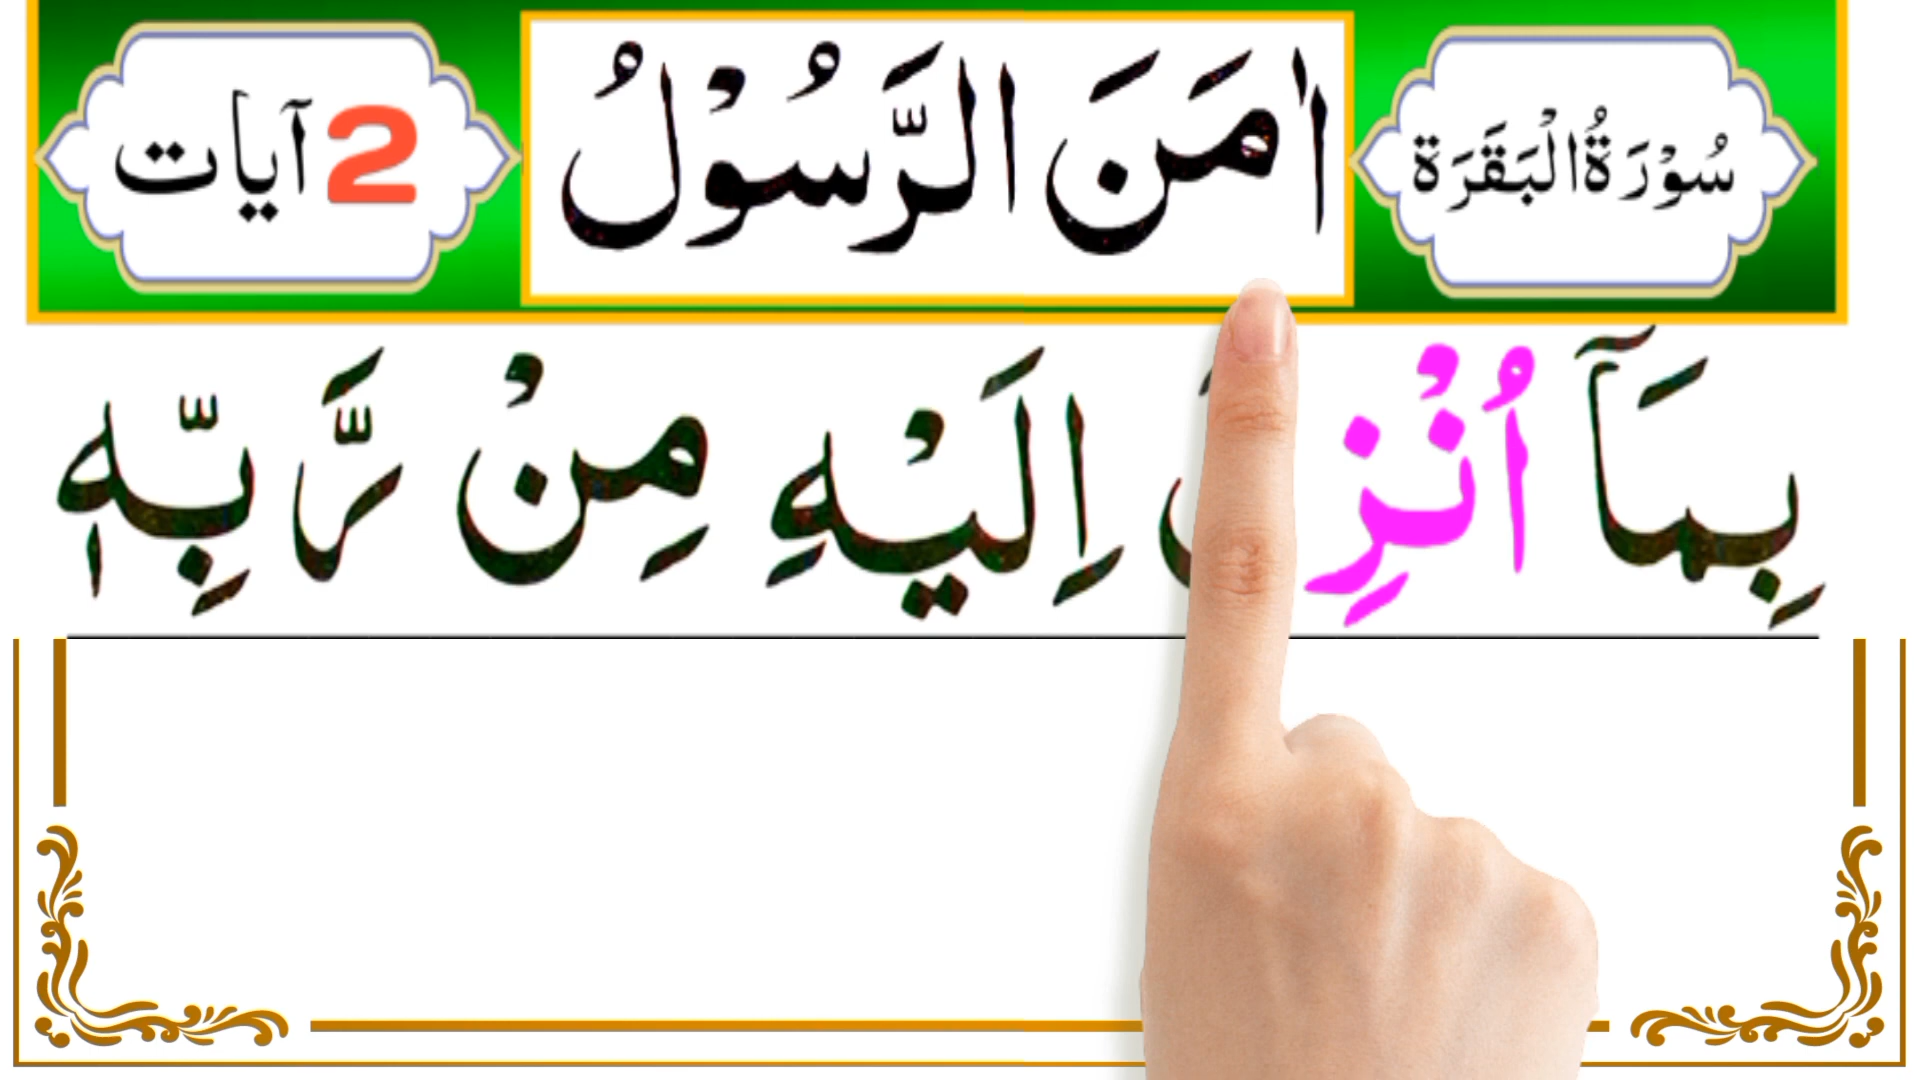 سُوْرَةُ الْبَقَرَة
اٰمَنَ الرَّسُوْلُ
2 آیات
بِمَاۤ اُنْزِ اِلَیْهِ مِنْ رَّبِّهٖ